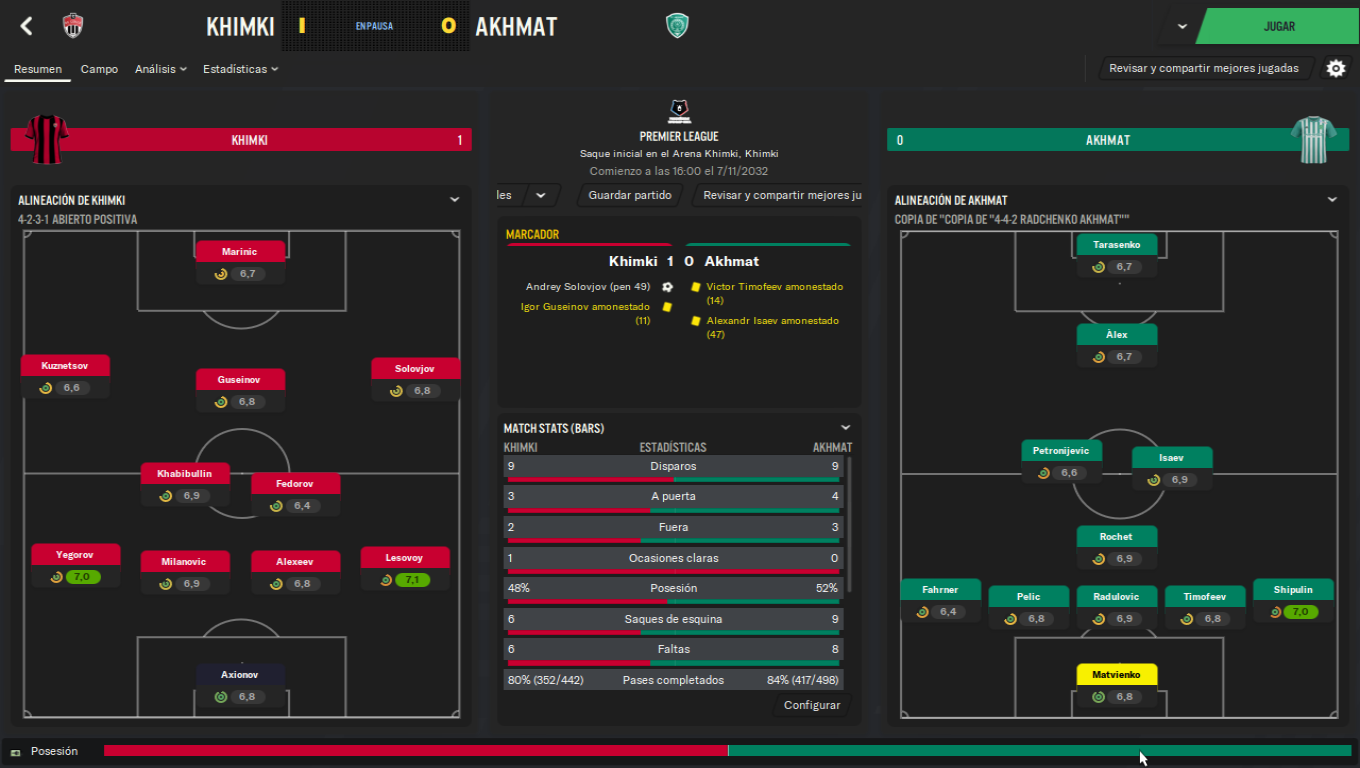 KHIMKI 1 EN PAUSA 0 AKHMAT
JUGAR
Resumen Campo Análisis Estadísticas
Revisar y compartir mejores jugadas
KHIMKI 1
PREMIER LEAGUE
Saque inicial en el Arena Khimki, Khimki
Comienzo a las 16:00 el 7/11/2032
les Guardar partido Revisar y compartir mejores ju
0 AKHMAT
ALINEACIÓN DE KHIMKI
4-2-3-1 ABIERTO POSITIVA
Marinic
6,7
Kuznetsov
6,6
Guseinov
6,8
Solovjov
6,8
Khabibullin
6,9
Fedorov
6,4
Yegorov
7,0
Milanovic
6,9
Alexeev
6,8
Lesovoy
7,1
Axionov
6,8
MARCADOR
Khimki 1 0 Akhmat
Andrey Solovjov (pen 49)
Igor Guseinov amonestado
(11)
Victor Timofeev amonestado
(14)
Alexandr Isaev amonestado
(47)
MATCH STATS (BARS)
KHIMKI ESTADÍSTICAS AKHMAT
9 Disparos 9
3 A puerta 4
2 Fuera 3
1 Ocasiones claras 0
48% Posesión 52%
6 Saques de esquina 9
6 Faltas 8
80% (352/442) Pases completados 84% (417/498)
Configurar
ALINEACIÓN DE AKHMAT
COPIA DE "COPIA DE "4-4-2 RADCHENKO AKHMAT""
Tarasenko
6,7
Àlex
6,7
Petronijevic
6,6
Isaev
6,9
Rochet
6,9
Fahrner
6,4
Pelic
6,8
Radulovic
6,9
Timofeev
6,8
Shipulin
7,0
Matvienko
6,8
Posesión